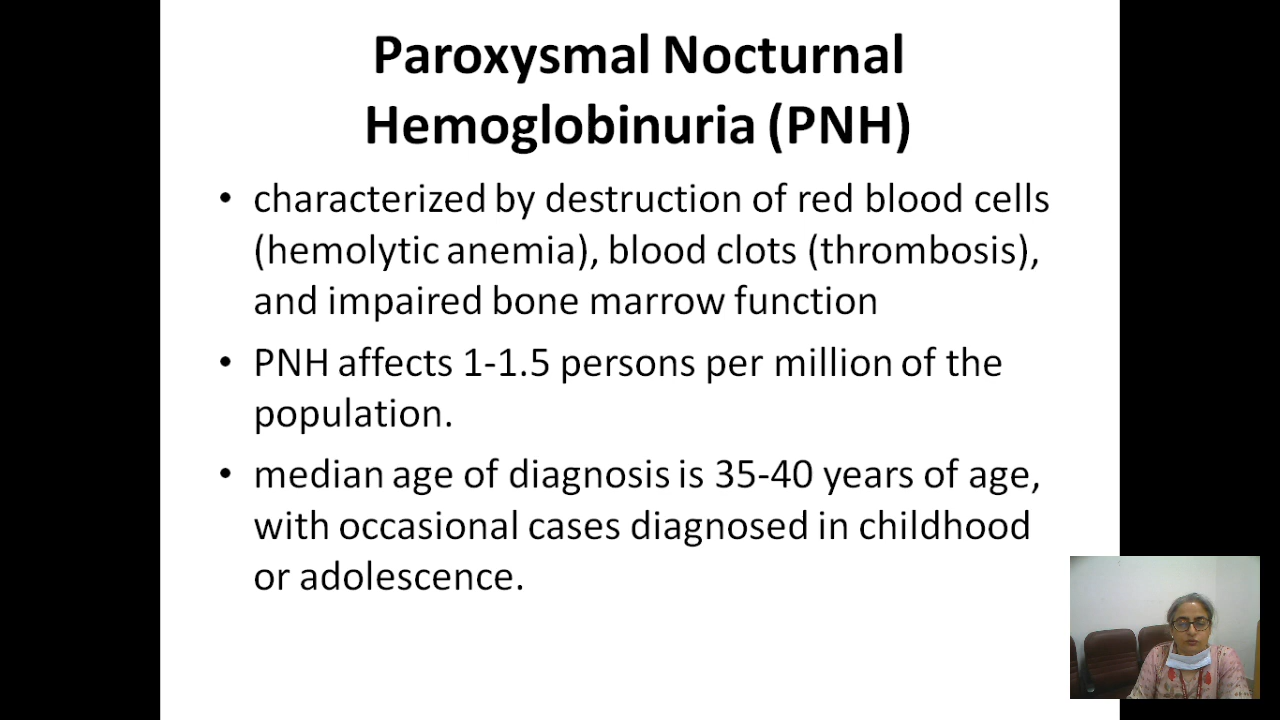 Paroxysmal Nocturnal
Hemoglobinuria (PNH)
• characterized by destruction of red blood cells
(hemolytic anemia), blood clots (thrombosis),
and impaired bone marrow function
• PNH affects 1-1.5 persons per million of the
population.
• median age of diagnosis is 35-40 years of age,
with occasional cases diagnosed in childhood
or adolescence.